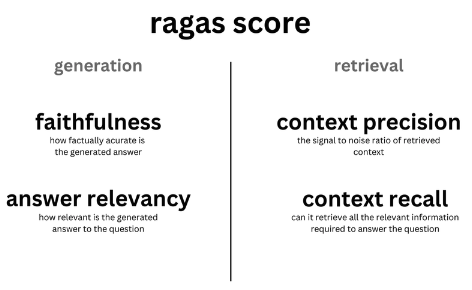 ragas score
generation
faithfulness
how factually acurate is
the generated answer
answer relevancy
how relevant is the generated
answer to the question
retrieval
context precision
the signal to noise ratio of retrieved
context
context recall
can it retrieve all the relevant information
required to answer the question